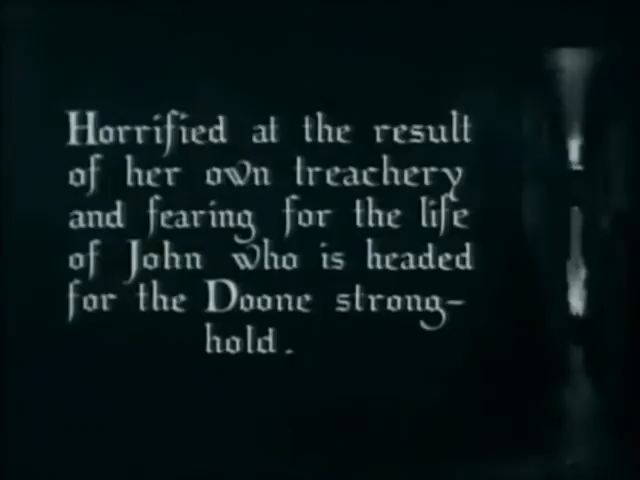 Horrified at the result
of her own treachery
and fearing for the life
of John who is headed
for the Doone strong-
hold.